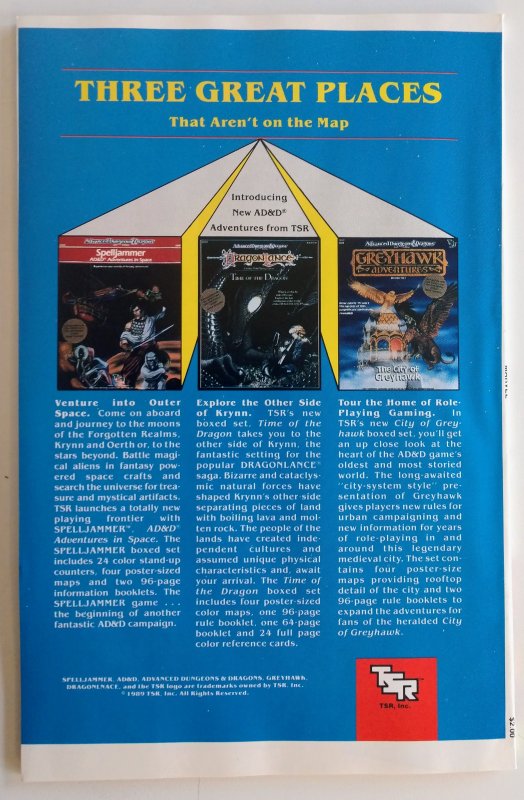 THREE GREAT PLACES
That Aren't on the Map
Introducing
New AD&D®
Adventures from TSR
Advanced Dungeons & Dragons
Spelljammer
AD&D Adventures in Space
Advanced Dungeons & Dragons
DRAGONLANCE
TIME OF THE DRAGON
Advanced Dungeons & Dragons
GREYHAWK
ADVENTURES
The City of
Greyhawk
Venture into Outer
Space. Come on aboard
and journey to the moons
of the Forgotten Realms,
Krynn and Oerth or, to the
stars beyond. Battle magi-
cal aliens in fantasy pow-
ered space crafts and
search the universe for trea-
sure and mystical artifacts.
TSR launches a totally new
playing frontier with
SPELLJAMMER™, AD&D®
Adventures in Space. The
SPELLJAMMER boxed set
includes 24 color stand-up
counters, four poster-sized
maps and two 96-page
information booklets. The
SPELLJAMMER game . . .
the beginning of another
fantastic AD&D campaign.
Explore the Other Side
of Krynn. TSR's new
boxed set, Time of the
Dragon takes you to the
other side of Krynn, the
fantastic setting for the
popular DRAGONLANCE®
saga. Bizarre and cataclys-
mic natural forces have
shaped Krynn's other side
separating pieces of land
with boiling lava and mol-
ten rock. The people of the
lands have created inde-
pendent cultures and
assumed unique physical
characteristics and, await
your arrival. The Time of
the Dragon boxed set
includes four poster-sized
color maps, one 96-page
rule booklet, one 64-page
booklet and 24 full page
color reference cards.
Tour the Home of Role-
Playing Gaming. In
TSR's new City of Grey-
hawk boxed set, you'll get
an up close look at the
heart of the AD&D game's
oldest and most storied
world. The long-awaited
"city-system style" pre-
sentation of Greyhawk
gives players new rules for
urban campaigning and
new information for years
of role-playing in and
around this legendary
medieval city. The set con-
tains four poster-size
maps providing rooftop
detail of the city and two
96-page rule booklets to
expand the adventures for
fans of the heralded City
of Greyhawk.
SPELLJAMMER, AD&D, ADVANCED DUNGEONS & DRAGONS, GREYHAWK,
DRAGONLNACE, and the TSR logo are trademarks owned by TSR, Inc.
©1989 TSR, Inc. All Rights Reserved.
TSR
TSR, Inc.
$2.00